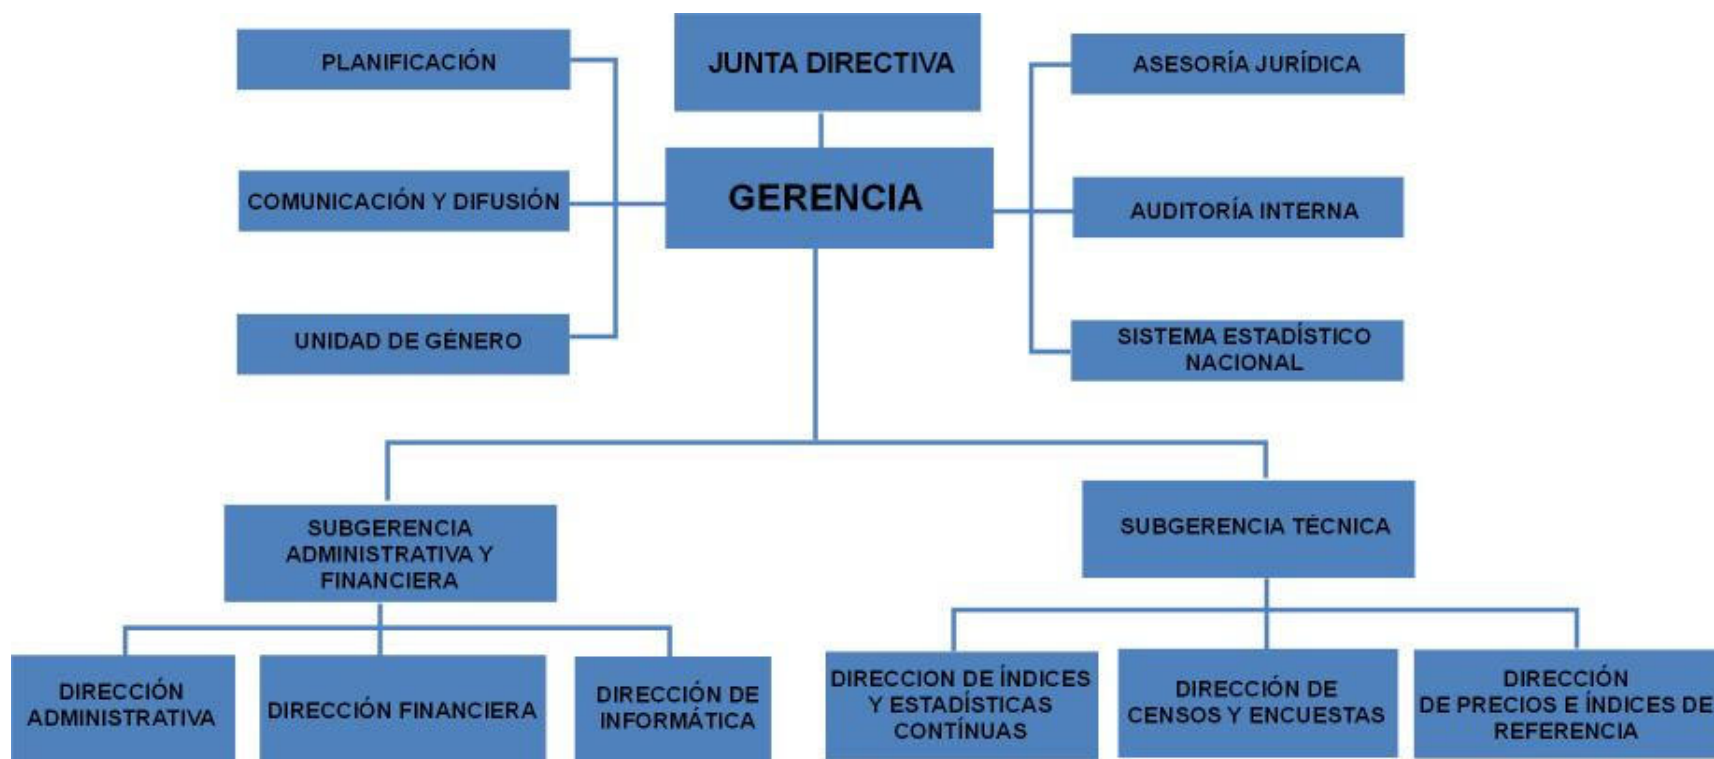 JUNTA DIRECTIVA
PLANIFICACIÓN
ASESORÍA JURÍDICA
GERENCIA
COMUNICACIÓN Y DIFUSIÓN
AUDITORÍA INTERNA
UNIDAD DE GÉNERO
SISTEMA ESTADÍSTICO
NACIONAL
SUBGERENCIA
ADMINISTRATIVA Y
FINANCIERA
SUBGERENCIA TÉCNICA
DIRECCIÓN
ADMINISTRATIVA
DIRECCIÓN FINANCIERA
DIRECCIÓN DE
INFORMÁTICA
DIRECCION DE ÍNDICES
Y ESTADÍSTICAS
CONTÍNUAS
DIRECCIÓN DE
CENSOS Y ENCUESTAS
DIRECCIÓN
DE PRECIOS E ÍNDICES DE
REFERENCIA